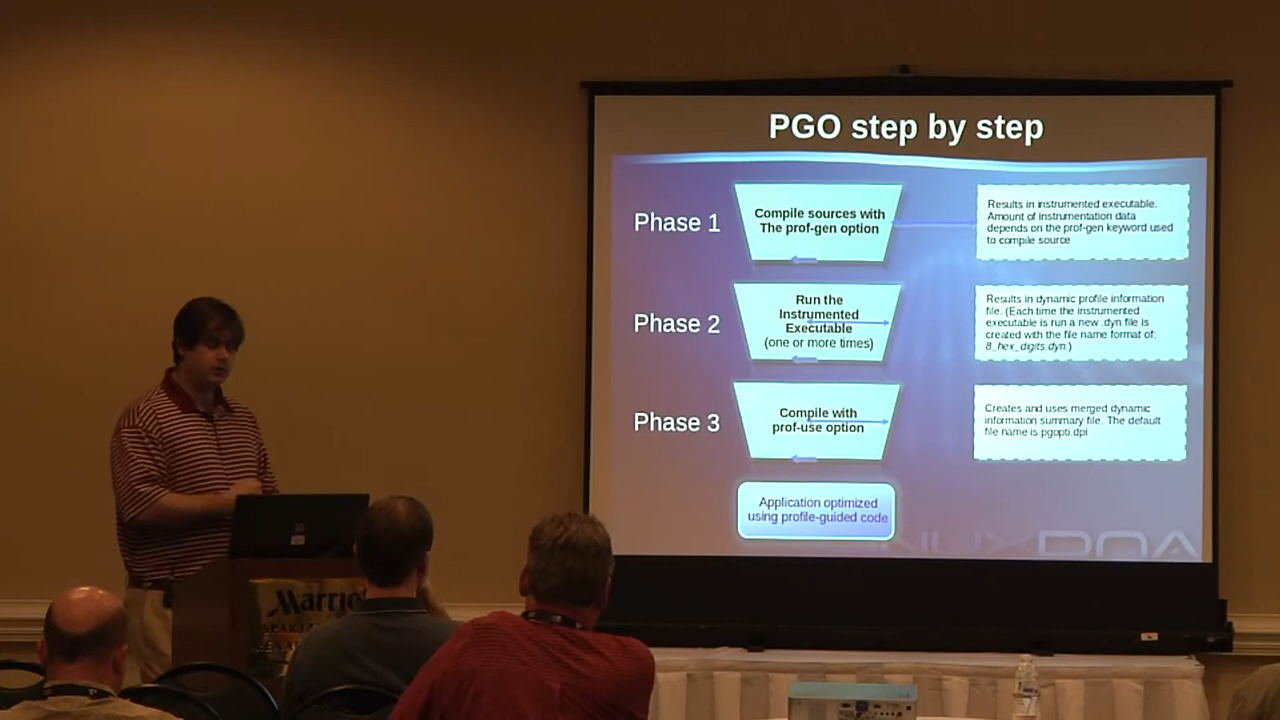 PGO step by step
Phase 1
Compile sources with
The prof-gen option
Results in instrumented executable.
Amount of instrumentation data
depends on the prof-gen keyword used
to compile source
Phase 2
Run the
Instrumented
Executable
(one or more times)
Results in dynamic profile information
file. (Each time the instrumented
executable is run a new .dyn file is
created with the file name format of:
8_hex_digits.dyn.)
Phase 3
Compile with
prof-use option
Creates and uses merged dynamic
information summary file. The default
file name is pgopti.dpi
Application optimized
using profile-guided code
DNA